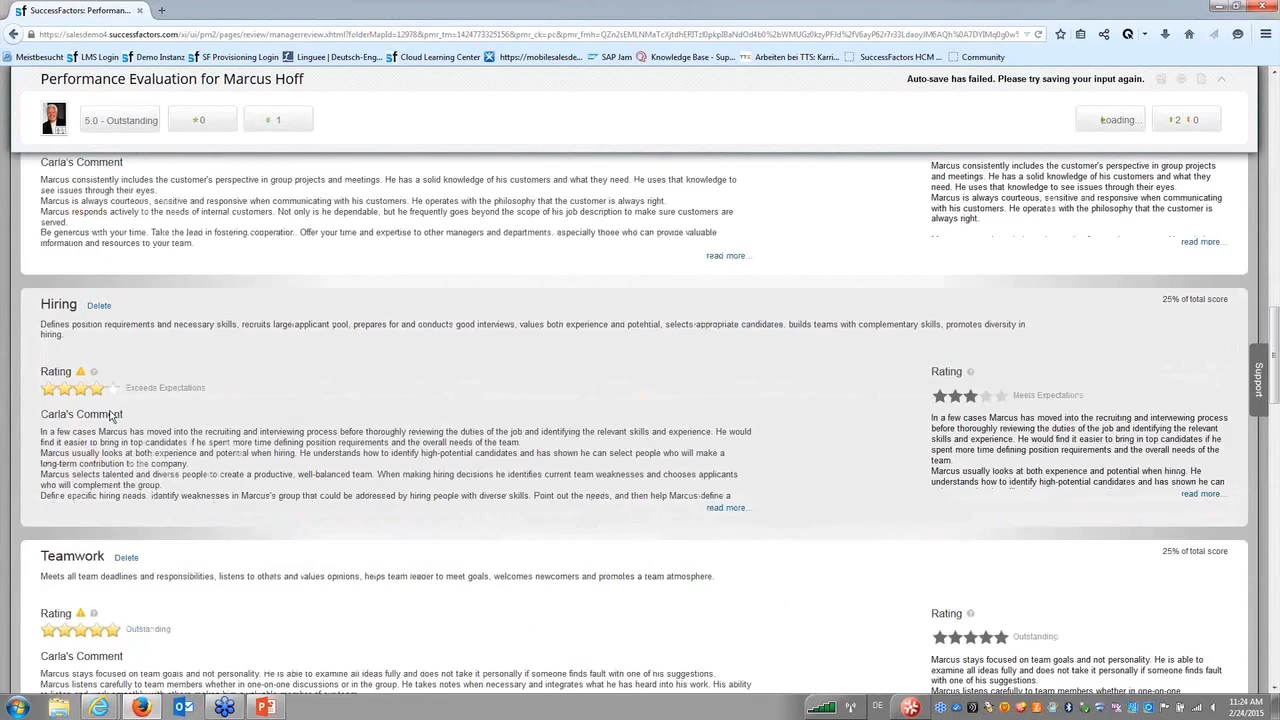 SuccessFactors: Performan...
https://salesdemo4.successfactors.com/xi/ui/pm2/pages/review/managerreview.xhtml?folderMapId=12978&pmr_tm=
Meistbesucht LMS Login Demo Instanz SF Provisioning Login Linguee | Deutsch-Eng... Cloud Learning Center https://mobilesalesde... SAP Jam Knowledge Base - Sup... Arbeiten bei TTS: Karri... SuccessFactors HCM ... Community
Performance Evaluation for Marcus Hoff
Auto-save has failed. Please try saving your input again.
5.0 - Outstanding
0
1
Loading...
2 0
Carla's Comment
Marcus consistently includes the customer's perspective in group projects and meetings. He has a solid knowledge of his customers and what they need. He uses that knowledge to
see issues through their eyes.
Marcus is always courteous, sensitive and responsive when communicating with his customers. He operates with the philosophy that the customer is always right.
Marcus responds actively to the needs of internal customers. Not only is he dependable, but he frequently goes beyond the scope of his job description to make sure customers are
served.
Be generous with your time. Take the lead in fostering cooperation. Offer your time and expertise to other managers and departments, especially those who can provide valuable
information and resources to your team.
read more...
Marcus consistently includes the customer's perspective in group projects
and meetings. He has a solid knowledge of his customers and what they
need. He uses that knowledge to see issues through their eyes.
Marcus is always courteous, sensitive and responsive when communicating
with his customers. He operates with the philosophy that the customer is
always right.
read more...
Hiring Delete
25% of total score
Defines position requirements and necessary skills, recruits large applicant pool, prepares for and conducts good interviews, values both experience and potential, selects appropriate candidates. builds teams with complementary skills, promotes diversity in
hiring.
Rating
Exceeds Expectations
Carla's Comment
In a few cases Marcus has moved into the recruiting and interviewing process before thoroughly reviewing the duties of the job and identifying the relevant skills and experience. He would
find it easier to bring in top candidates if he spent more time defining position requirements and the overall needs of the team.
Marcus usually looks at both experience and potential when hiring. He understands how to identify high-potential candidates and has shown he can select people who will make a
long-term contribution to the company.
Marcus selects talented and diverse people to create a productive, well-balanced team. When making hiring decisions he identifies current team weaknesses and chooses applicants
who will complement the group.
Define specific hiring needs. identify weaknesses in Marcus's group that could be addressed by hiring people with diverse skills. Point out the needs, and then help Marcus define a
read more...
Rating
Meets Expectations
In a few cases Marcus has moved into the recruiting and interviewing process
before thoroughly reviewing the duties of the job and identifying the relevant
skills and experience. He would find it easier to bring in top candidates if he
spent more time defining position requirements and the overall needs of the
team.
Marcus usually looks at both experience and potential when hiring. He
understands how to identify high-potential candidates and has shown he can
read more...
Support
Teamwork Delete
25% of total score
Meets all team deadlines and responsibilities, listens to others and values opinions, helps team leader to meet goals, welcomes newcomers and promotes a team atmosphere.
Rating
Outstanding
Carla's Comment
Marcus stays focused on team goals and not personality. He is able to examine all ideas fully and does not take it personally if someone finds fault with one of his suggestions.
Marcus listens carefully to team members whether in one-on-one discussions or in the group. He takes notes when necessary and integrates what he has heard into his work. His ability
Rating
Outstanding
Marcus stays focused on team goals and not personality. He is able to
examine all ideas fully and does not take it personally if someone finds fault
with one of his suggestions.
Marcus listens carefully to team members whether in one-on-one
DE
11:24 AM
2/24/2015